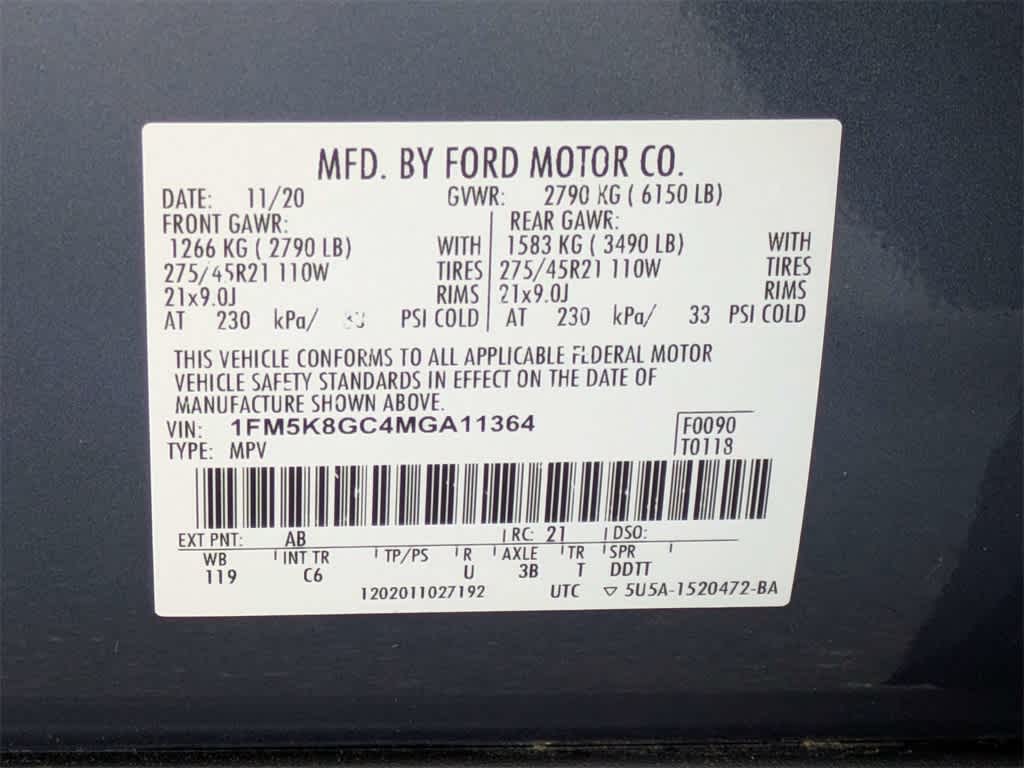 MFD. BY FORD MOTOR CO.
DATE: 11/20 GVWR: 2790 KG ( 6150 LB)
FRONT GAWR: REAR GAWR:
1266 KG ( 2790 LB) WITH 1583 KG ( 3490 LB) WITH
275/45R21 110W TIRES 275/45R21 110W TIRES
21x9.0J RIMS 21x9.0J RIMS
AT 230 kPa/ PSI COLD AT 230 kPa/ 33 PSI COLD
THIS VEHICLE CONFORMS TO ALL APPLICABLE FEDERAL MOTOR
VEHICLE SAFETY STANDARDS IN EFFECT ON THE DATE OF
MANUFACTURE SHOWN ABOVE.
VIN: 1FM5K8GC4MGA11364 F0090
TYPE: MPV T0118
EXT PNT: AB RC: 21 DSO:
WB INT TR TP/PS R AXLE TR SPR
119 C6 U 3B T DDTT
1202011027192 UTC ▽ 5U5A-1520472-BA